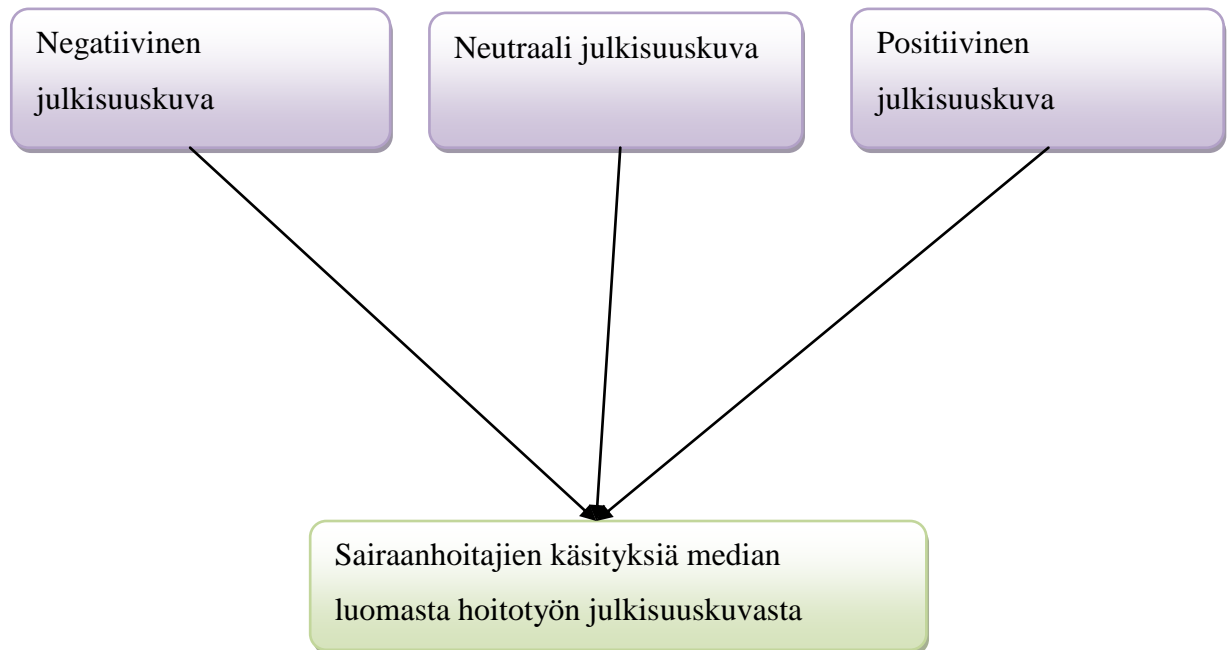 Negatiivinen
julkisuuskuva
Neutraali julkisuuskuva
Positiivinen
julkisuuskuva
Sairaanhoitajien käsityksiä median
luomasta hoitotyön julkisuuskuvasta